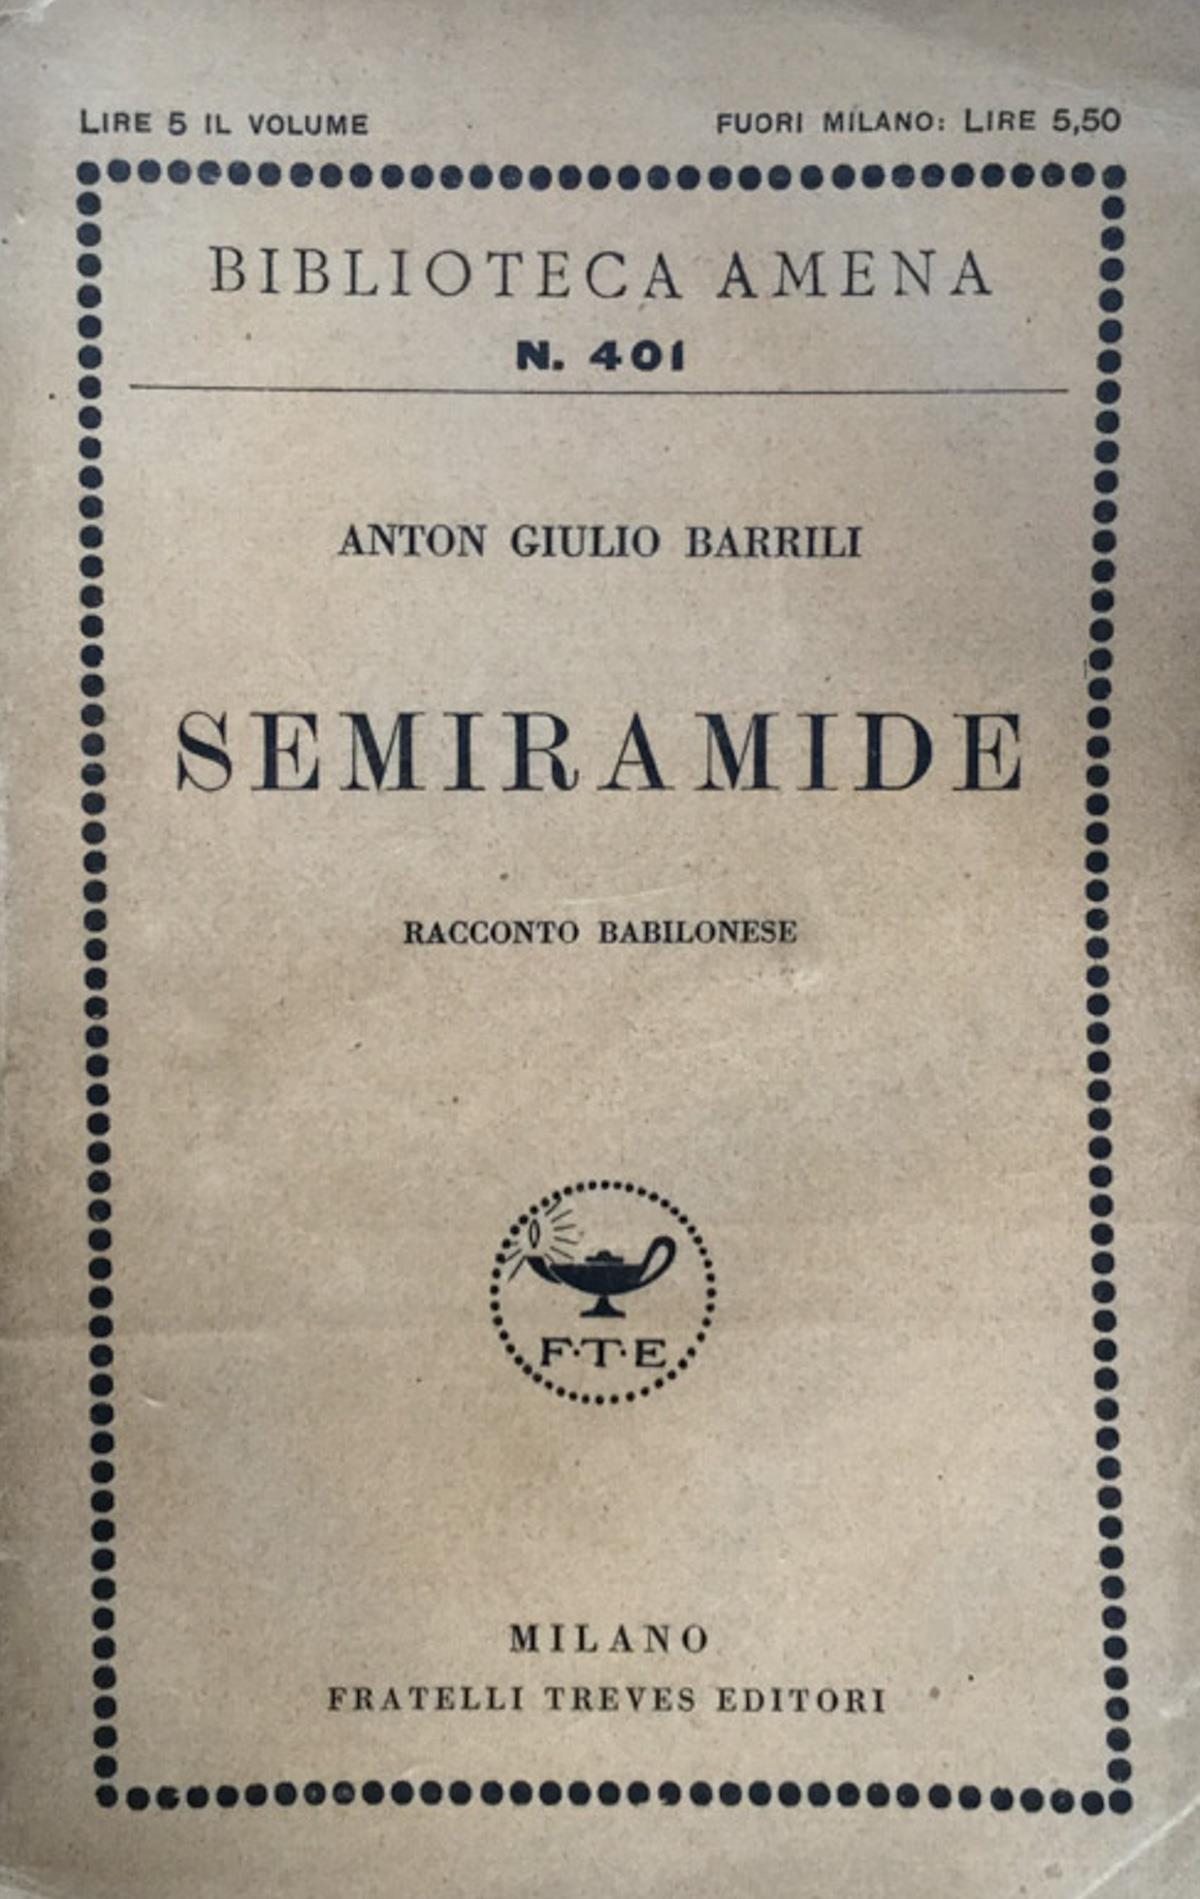 LIRE 5 IL VOLUME FUORI MILANO: LIRE 5,50
BIBLIOTECA AMENA
N. 401
ANTON GIULIO BARRILI
SEMIRAMIDE
RACCONTO BABILONESE
F·T·E
MILANO
FRATELLI TREVES EDITORI